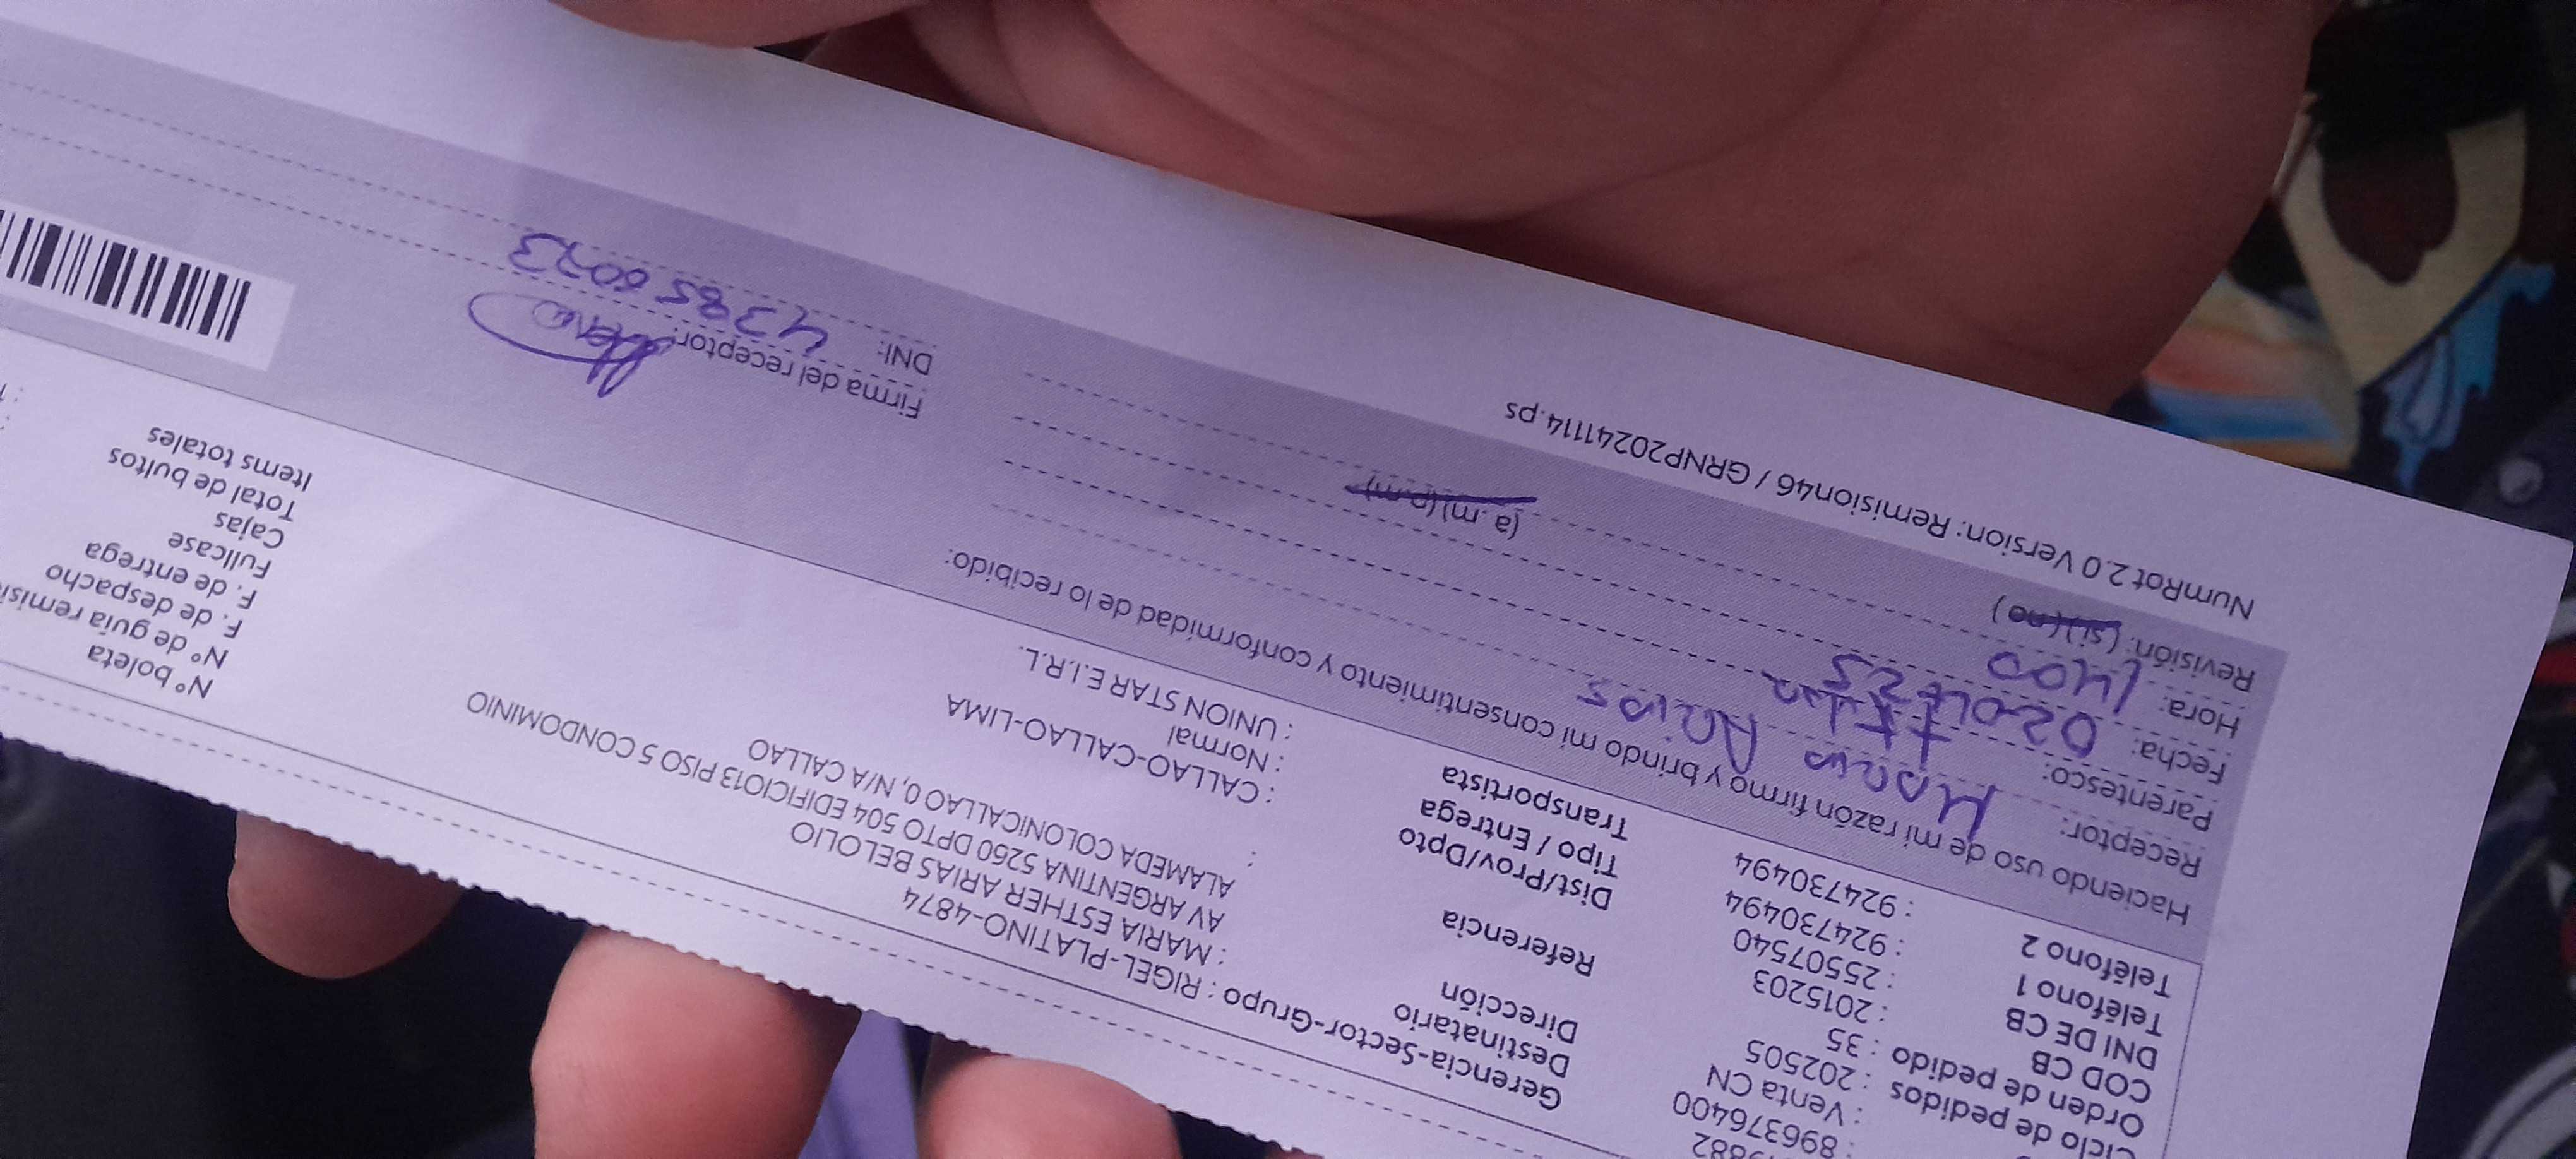 9882
: 896376400
: Venta CN
Ciclo de pedidos : 202505
Orden de pedido : 35
COD CB : 2015203
DNI DE CB : 25507540
Teléfono 1 : 924730494
Teléfono 2 : 924730494
Gerencia-Sector-Grupo : RIGEL-PLATINO-4874
Destinatario : MARIA ESTHER ARIAS BELOLIO
Dirección AV ARGENTINA 5260 DPTO 504 EDIFICIO13 PISO 5 CONDOMINIO
ALAMEDA COLONICALLAO 0, N/A CALLAO
Referencia :
Dist/Prov/Dpto : CALLAO-CALLAO-LIMA
Tipo / Entrega : Normal
Transportista : UNION STAR E.I.R.L.
N° boleta
N° de guía remisi
F. de despacho
F. de entrega
Fullcase
Cajas
Total de bultos
Items totales
Haciendo uso de mi razón firmo y brindo mi consentimiento y conformidad de lo recibido:
Receptor:
Parentesco:
Fecha:
Hora: 1400 (a.m)(p.m)
Revisión: (si)(no)
Firma del receptor:
DNI: 43856023
NumRot 2.0 Version: Remision46 / GRNP20241114.ps